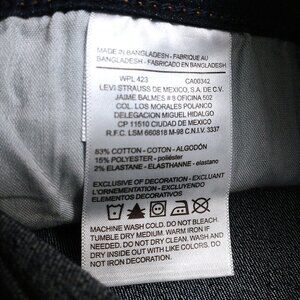 MADE IN BANGLADESH - FABRIQUE AU
BANGLADESH - FABRICADO EN BANGLADESH
WPL 423 CA00342
LEVI STRAUSS DE MEXICO, S.A. DE C.V.
JAIME BALMES # 8 OFICINA 502
COL. LOS MORALES POLANCO
DELEGACION MIGUEL HIDALGO
CP 11510 CIUDAD DE MEXICO
R.F.C. LSM 660818 M-98 C.N.I.V. 3337
83% COTTON - COTON - ALGODÓN
15% POLYESTER - poliéster
2% ELASTANE - ELASTHANNE - elastano
EXCLUSIVE OF DECORATION - EXCLUANT
LES DECORATION - EXCLUYENDO
ELEMENTOS DECORATIVOS
MACHINE WASH COLD. DO NOT BLEACH.
TUMBLE DRY MEDIUM. WARM IRON IF
NEEDED. DO NOT DRY CLEAN. WASH AND
DRY INSIDE OUT WITH LIKE COLORS. DO
NOT IRON DECORATION.